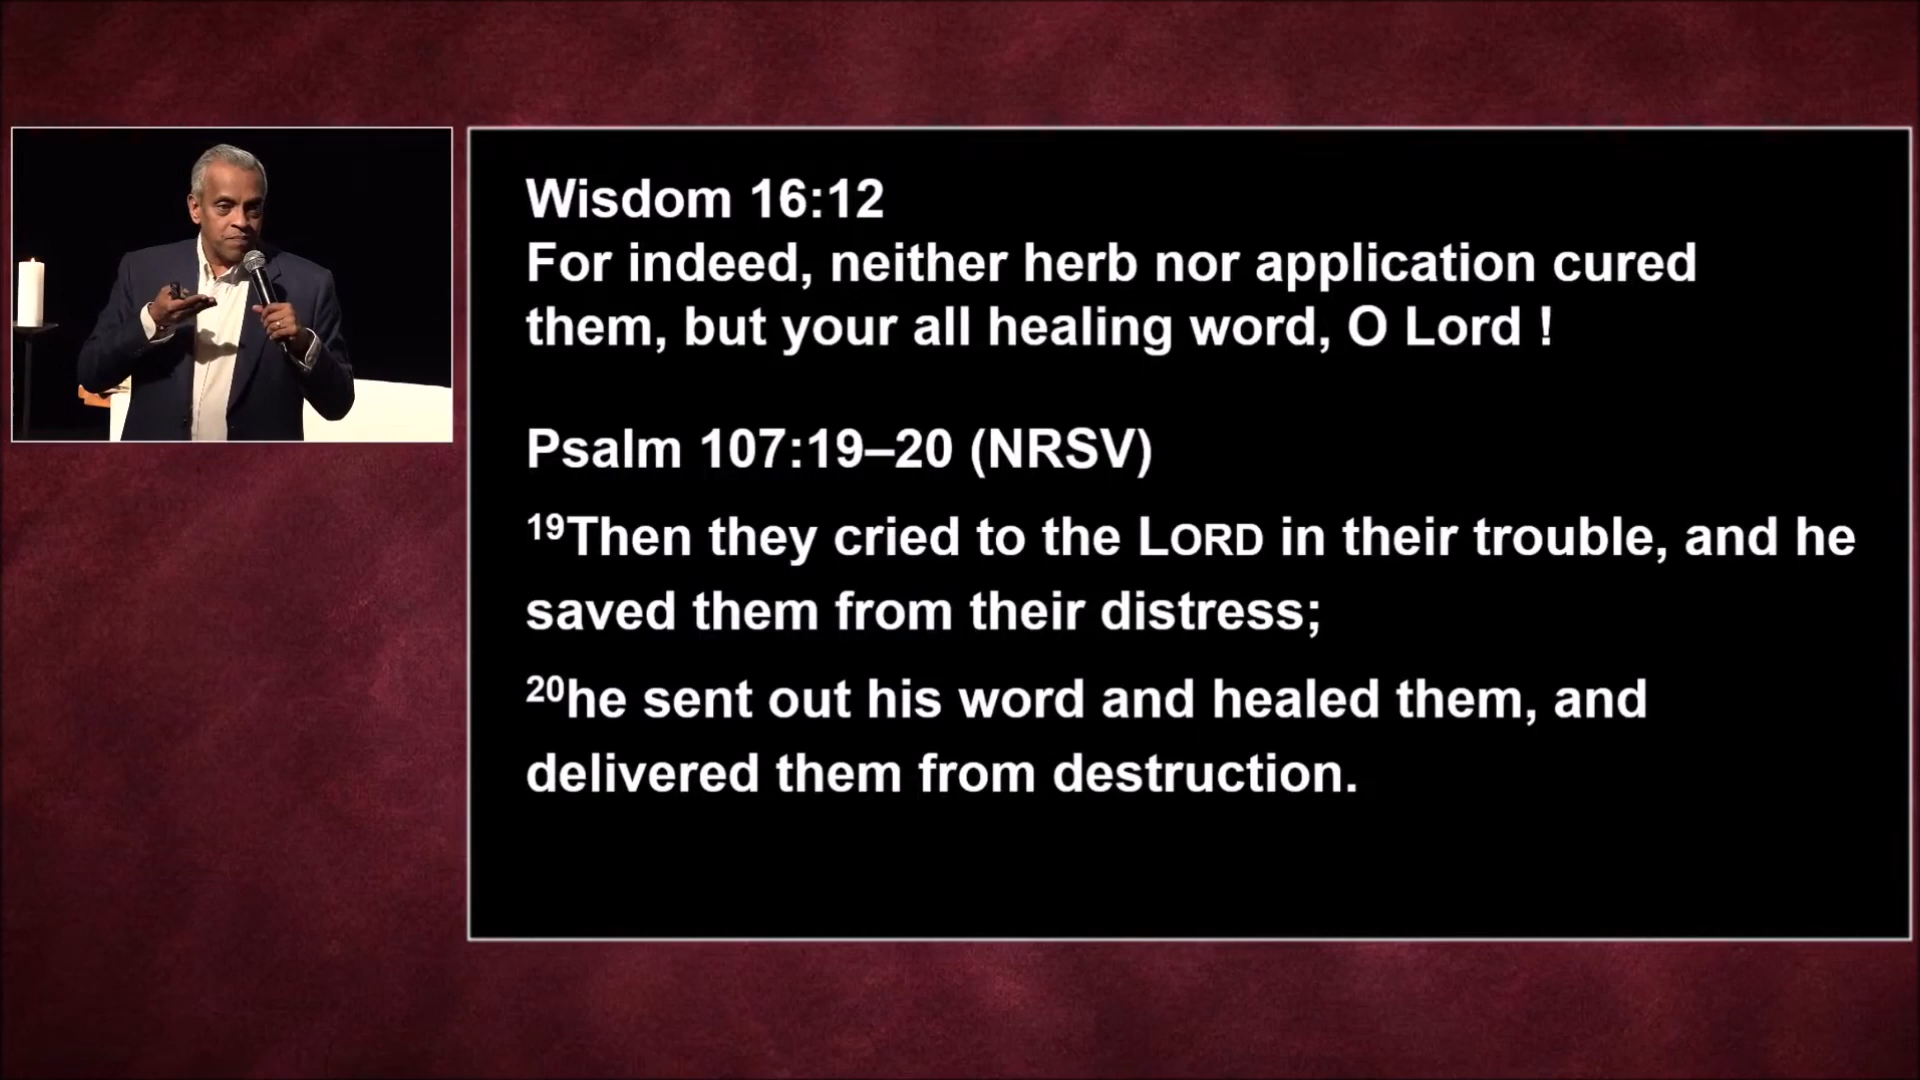 Wisdom 16:12
For indeed, neither herb nor application cured
them, but your all healing word, O Lord !
Psalm 107:19–20 (NRSV)
19Then they cried to the LORD in their trouble, and he
saved them from their distress;
20he sent out his word and healed them, and
delivered them from destruction.